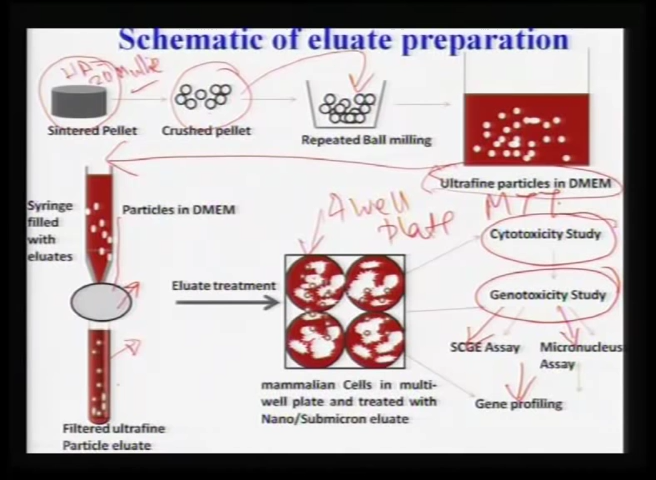 Schematic of eluate preparation
Sintered Pellet
Crushed pellet
Repeated Ball milling
Ultrafine particles in DMEM
Syringe
filled
with
eluates
Particles in DMEM
4 well
plate
MTT
Cytotoxicity Study
Eluate treatment
Genotoxicity Study
SCGE Assay
Micronucleus
Assay
mammalian Cells in multi-
well plate and treated with
Nano/Submicron eluate
Gene profiling
Filtered ultrafine
Particle eluate